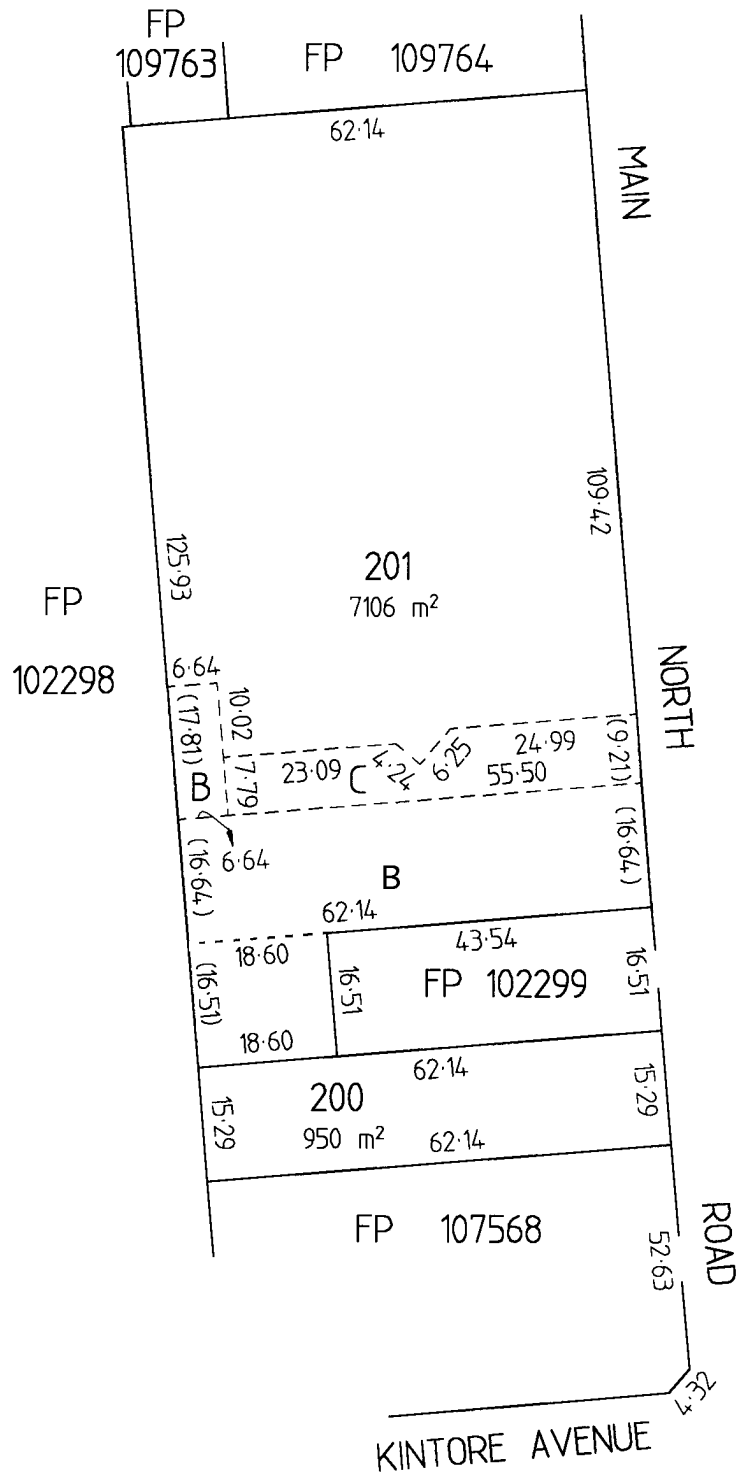 FP
109763
FP 109764
62·14
MAIN
109·42
125·93
201
7106 m²
FP
102298
NORTH
6·64
(17·81)
10·02
7·79
23·09
C
4·24
6·25
24·99
55·50
(9·21)
B
6·64
(16·64)
(16·64)
B
62·14
18·60
43·54
(16·51)
16·51
FP 102299
16·51
18·60
62·14
200
15·29
950 m²
62·14
15·29
FP 107568
ROAD
52·63
4·32
KINTORE AVENUE